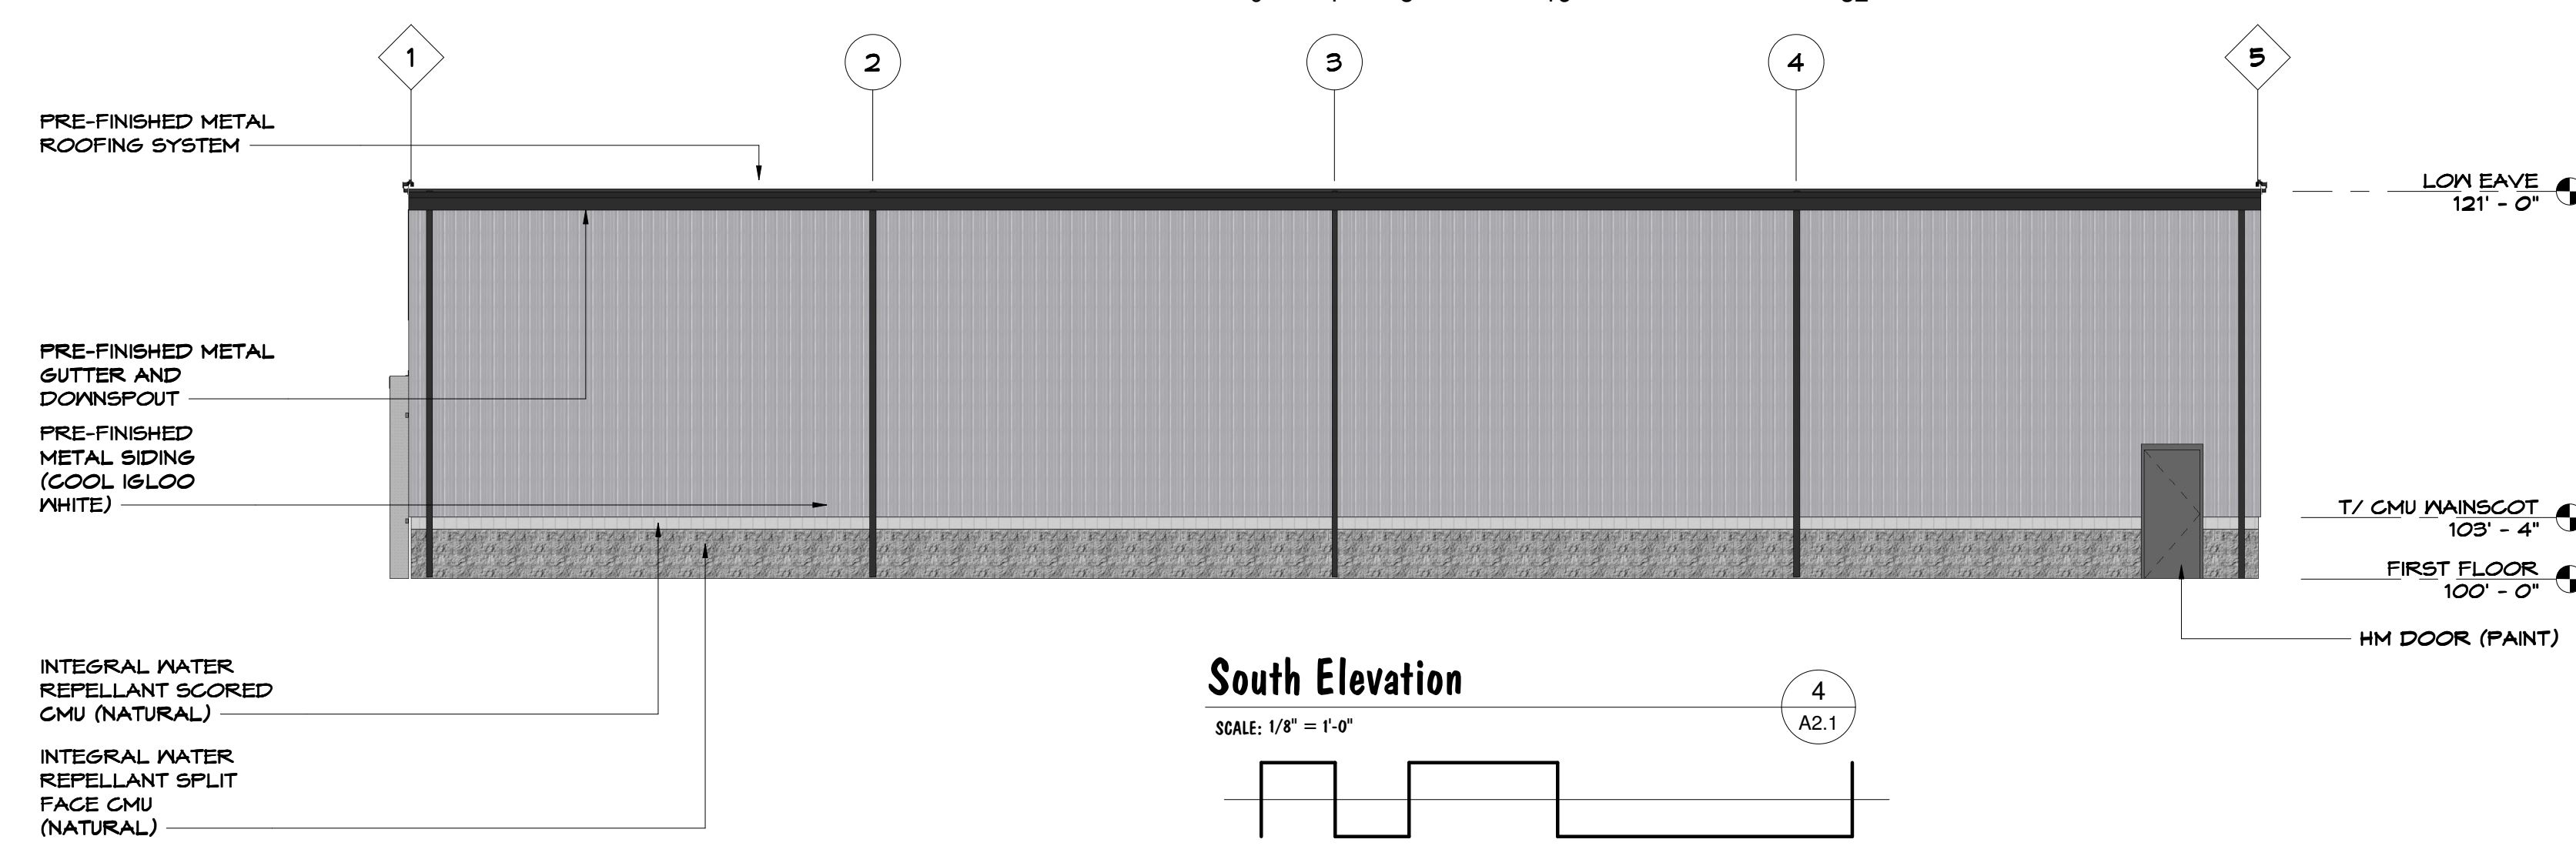 1
2
3
4
5
PRE-FINISHED METAL
ROOFING SYSTEM
LOW EAVE
121' - 0"
PRE-FINISHED METAL
GUTTER AND
DOWNSPOUT
PRE-FINISHED
METAL SIDING
(COOL IGLOO
WHITE)
T/ CMU WAINSCOT
103' - 4"
FIRST FLOOR
100' - 0"
HM DOOR (PAINT)
INTEGRAL WATER
REPELLANT SCORED
CMU (NATURAL)
INTEGRAL WATER
REPELLANT SPLIT
FACE CMU
(NATURAL)
South Elevation
SCALE: 1/8" = 1'-0"
4
A2.1